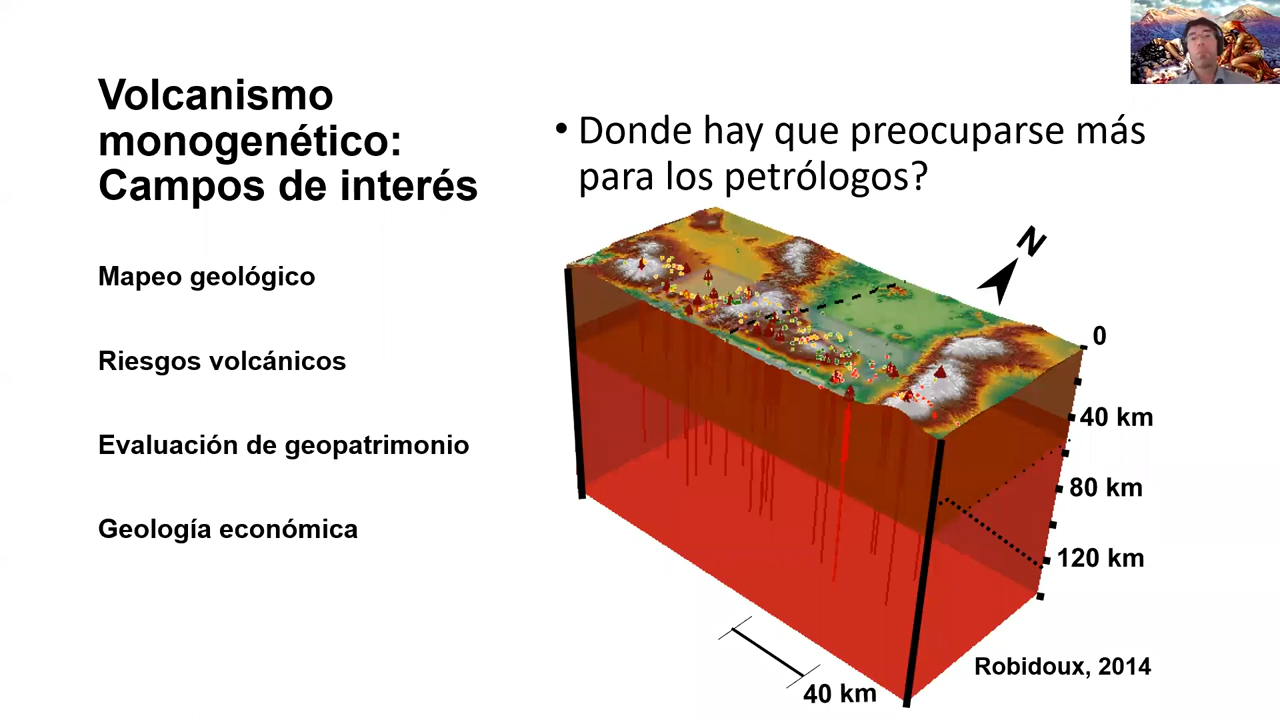 Volcanismo
monogenético:
Campos de interés
Mapeo geológico
Riesgos volcánicos
Evaluación de geopatrimonio
Geología económica
• Donde hay que preocuparse más
para los petrólogos?
N
0
40 km
80 km
120 km
40 km
Robidoux, 2014